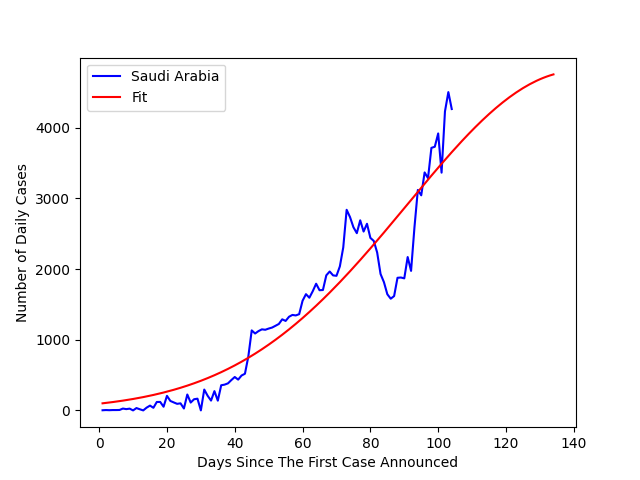 Saudi Arabia
Fit
4000
3000
2000
1000
0
Number of Daily Cases
0 20 40 60 80 100 120 140
Days Since The First Case Announced